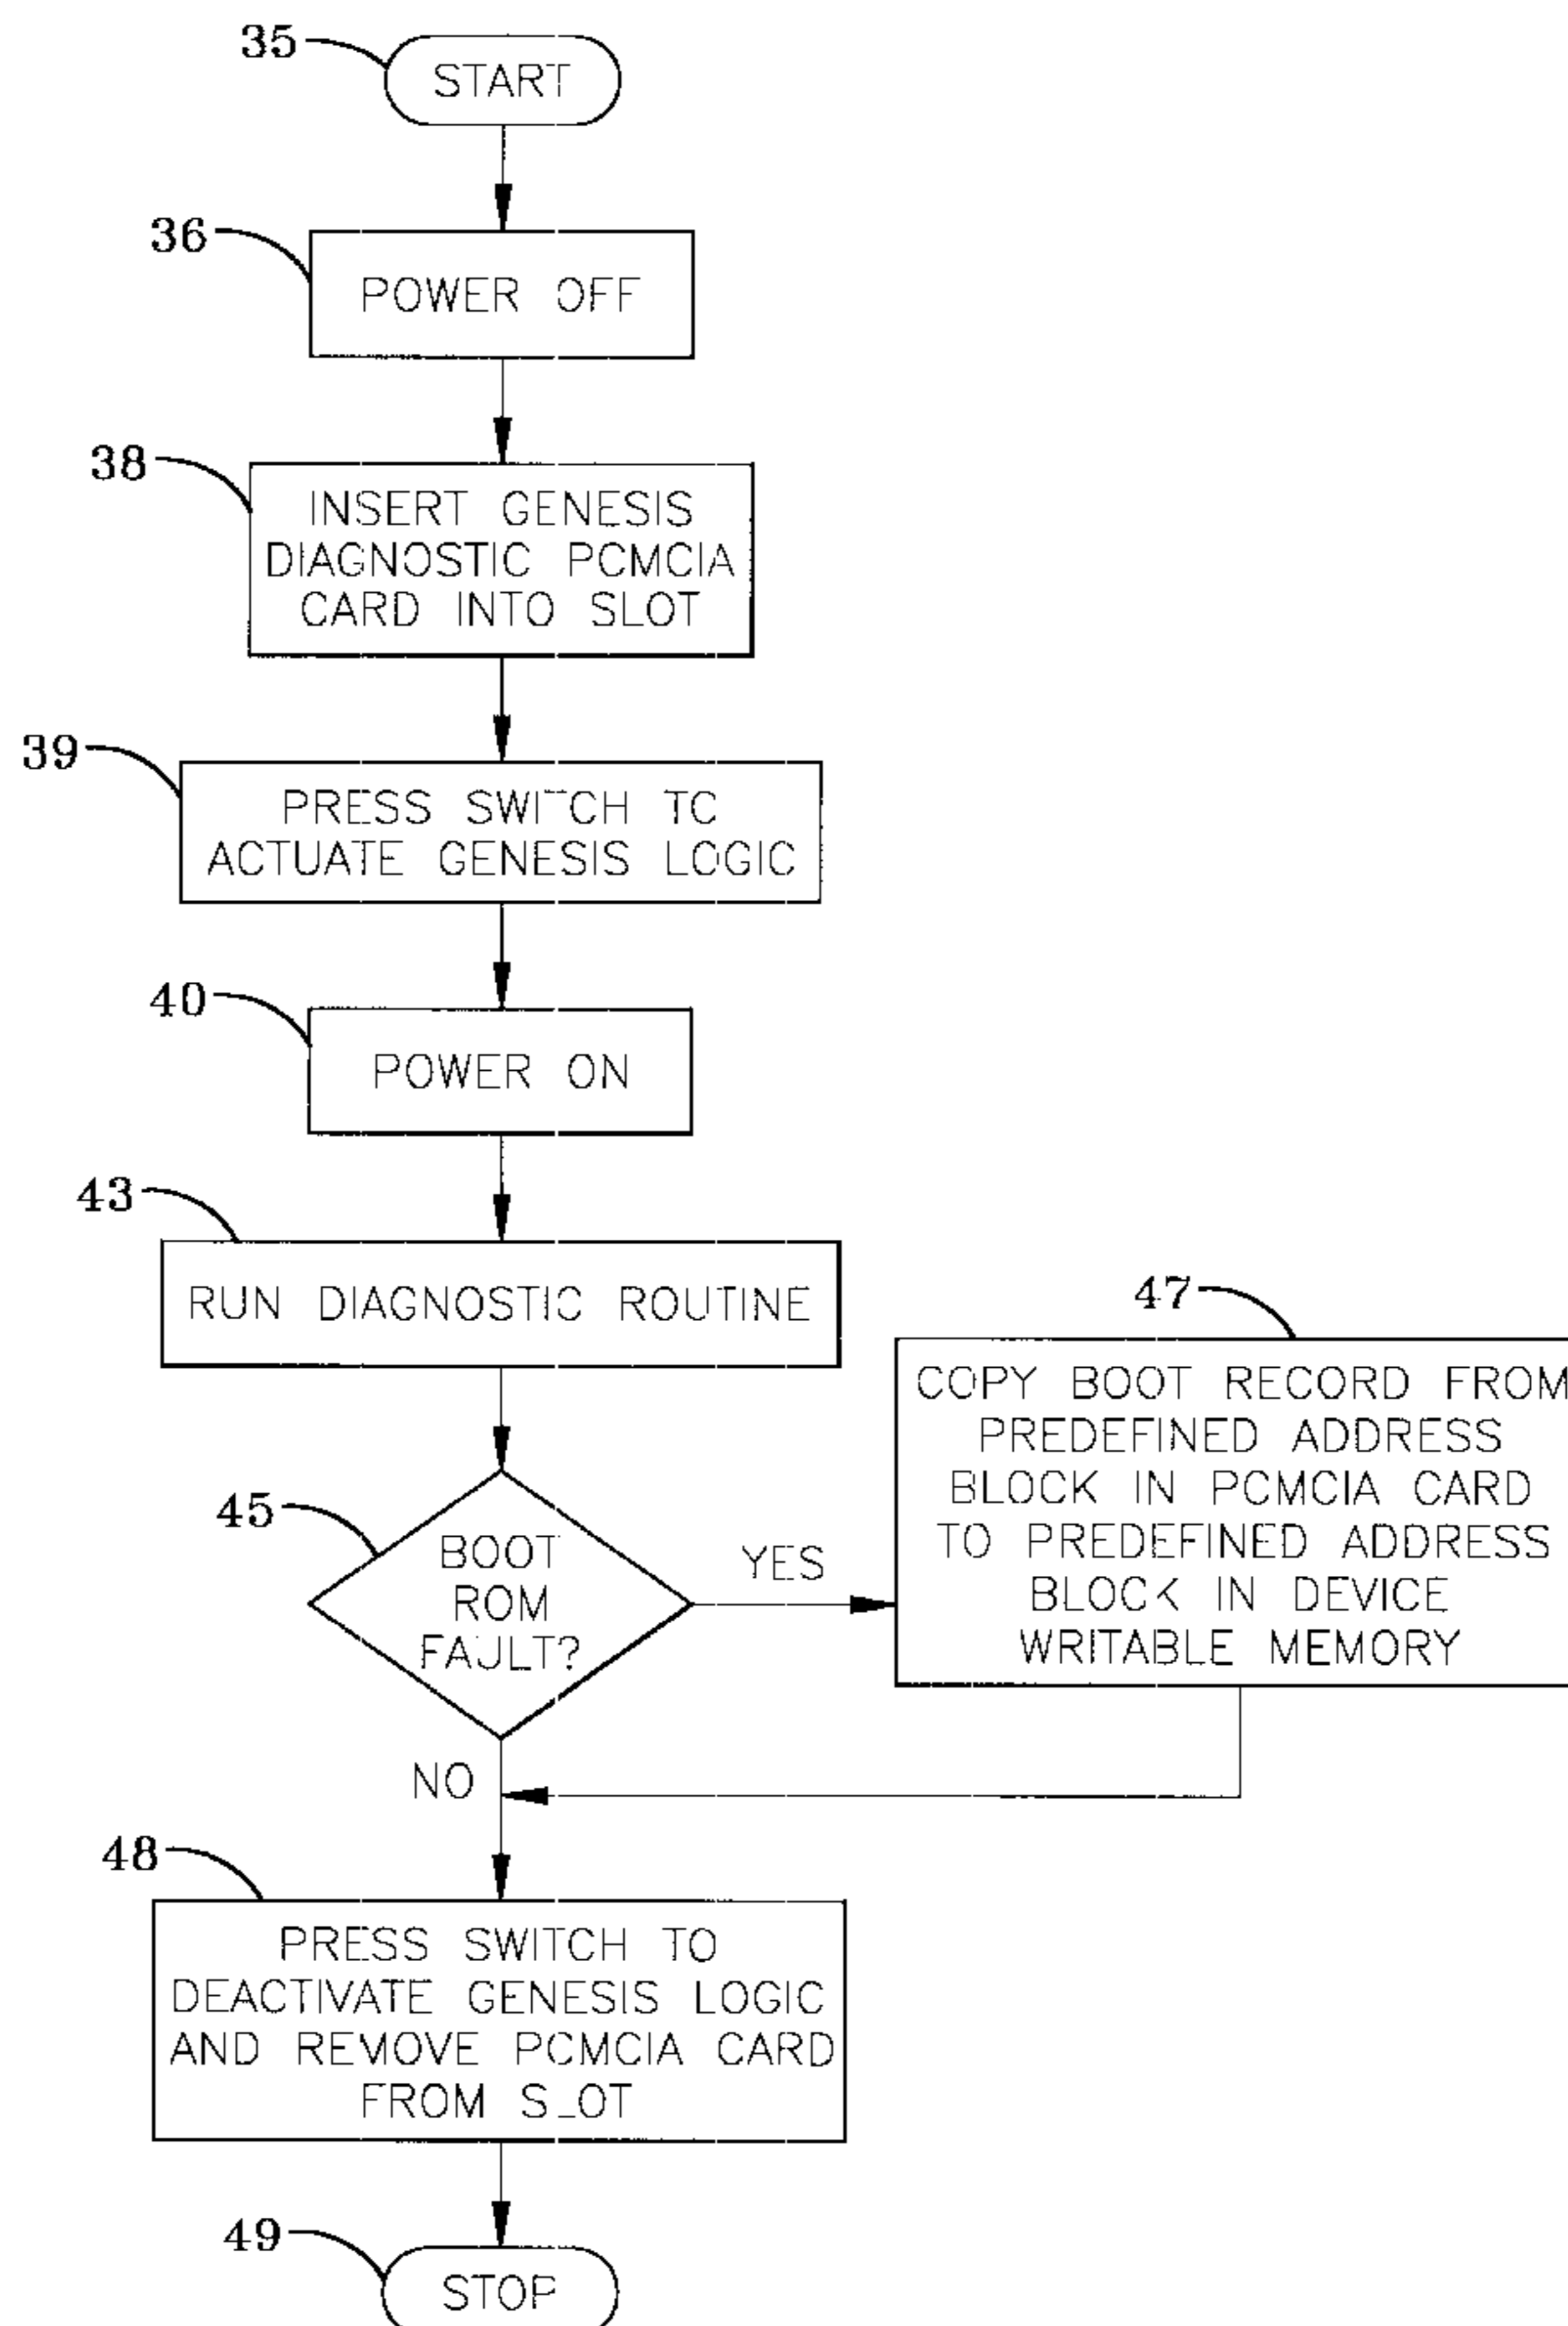 35
START
36
POWER OFF
38
INSERT GENESIS
DIAGNOSTIC PCMCIA
CARD INTO SLOT
39
PRESS SWITCH TO
ACTUATE GENESIS LOGIC
40
POWER ON
43
RUN DIAGNOSTIC ROUTINE
45
BOOT
ROM
FAULT?
YES
47
COPY BOOT RECORD FROM
PREDEFINED ADDRESS
BLOCK IN PCMCIA CARD
TO PREDEFINED ADDRESS
BLOCK IN DEVICE
WRITABLE MEMORY
NO
48
PRESS SWITCH TO
DEACTIVATE GENESIS LOGIC
AND REMOVE PCMCIA CARD
FROM SLOT
49
STOP